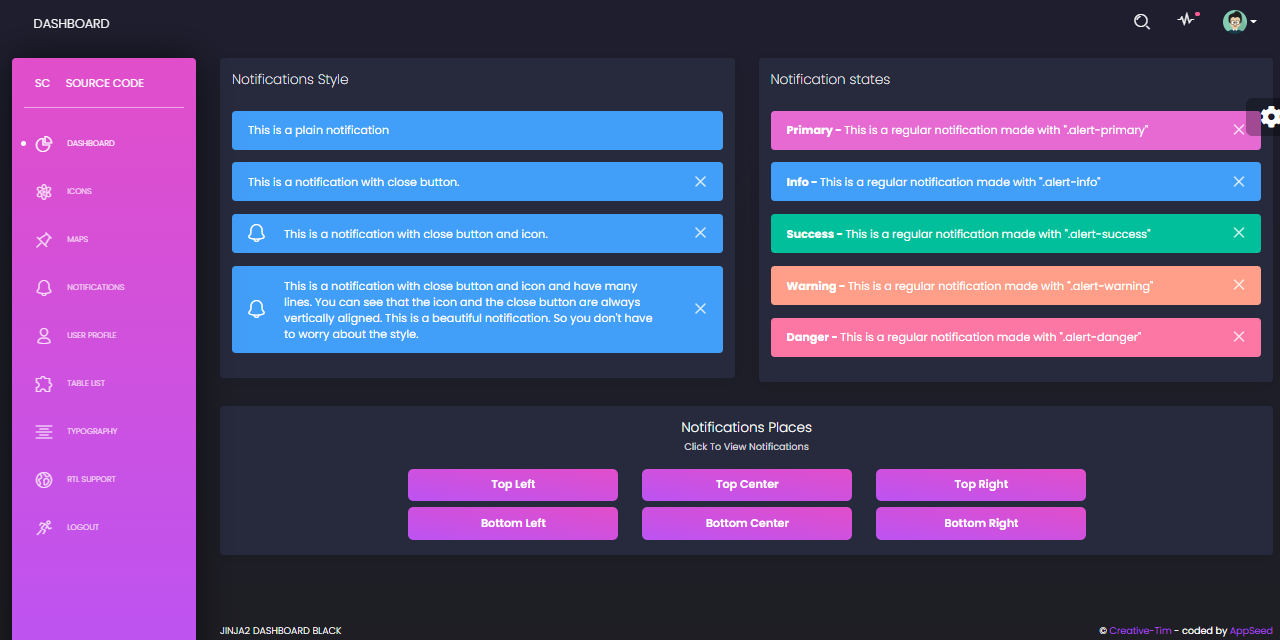 DASHBOARD
SC SOURCE CODE
DASHBOARD
ICONS
MAPS
NOTIFICATIONS
USER PROFILE
TABLE LIST
TYPOGRAPHY
RTL SUPPORT
LOGOUT
Notifications Style
This is a plain notification
This is a notification with close button.
This is a notification with close button and icon.
This is a notification with close button and icon and have many
lines. You can see that the icon and the close button are always
vertically aligned. This is a beautiful notification. So you don't have
to worry about the style.
Notification states
Primary - This is a regular notification made with ".alert-primary"
Info - This is a regular notification made with ".alert-info"
Success - This is a regular notification made with ".alert-success"
Warning - This is a regular notification made with ".alert-warning"
Danger - This is a regular notification made with ".alert-danger"
Notifications Places
Click To View Notifications
Top Left
Top Center
Top Right
Bottom Left
Bottom Center
Bottom Right
JINJA2 DASHBOARD BLACK
© Creative-Tim - coded by AppSeed